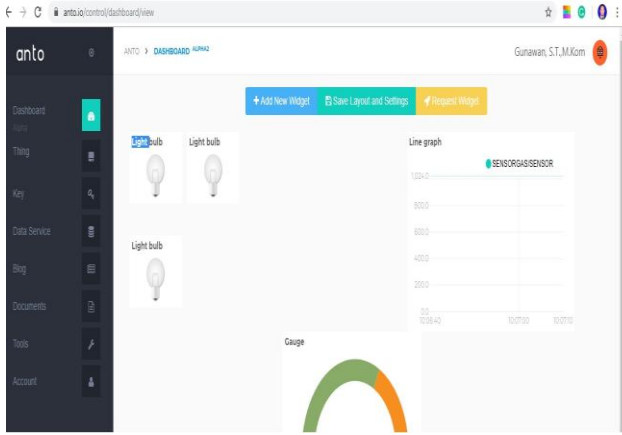 anto.io/control/dashboard/view
anto
ANTO > DASHBOARD ALPHA2
Gunawan, S.T.,M.Kom
+ Add New Widget
Save Layout and Settings
Request Widget
Dashboard
Alpha
Thing
Key
Data Service
Blog
Documents
Tools
Account
Light bulb
Light bulb
Light bulb
Line graph
SENSORGAS/SENSOR
1,024.0
800.0
600.0
400.0
200.0
0.0
10:06:40
10:07:00
10:07:10
Gauge